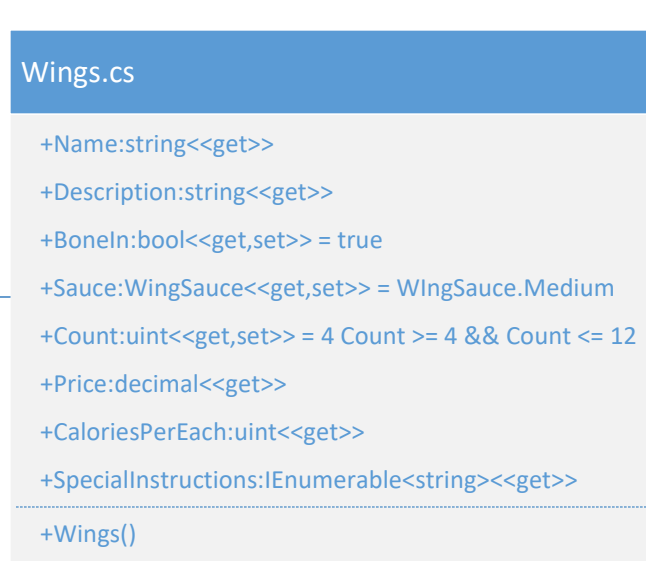 Wings.cs
+Name:string<<get>>
+Description:string<<get>>
+BoneIn:bool<<get,set>> = true
+Sauce:WingSauce<<get,set>> = WIngSauce.Medium
+Count:uint<<get,set>> = 4 Count >= 4 && Count <= 12
+Price:decimal<<get>>
+CaloriesPerEach:uint<<get>>
+SpecialInstructions:IEnumerable<string><<get>>
+Wings()